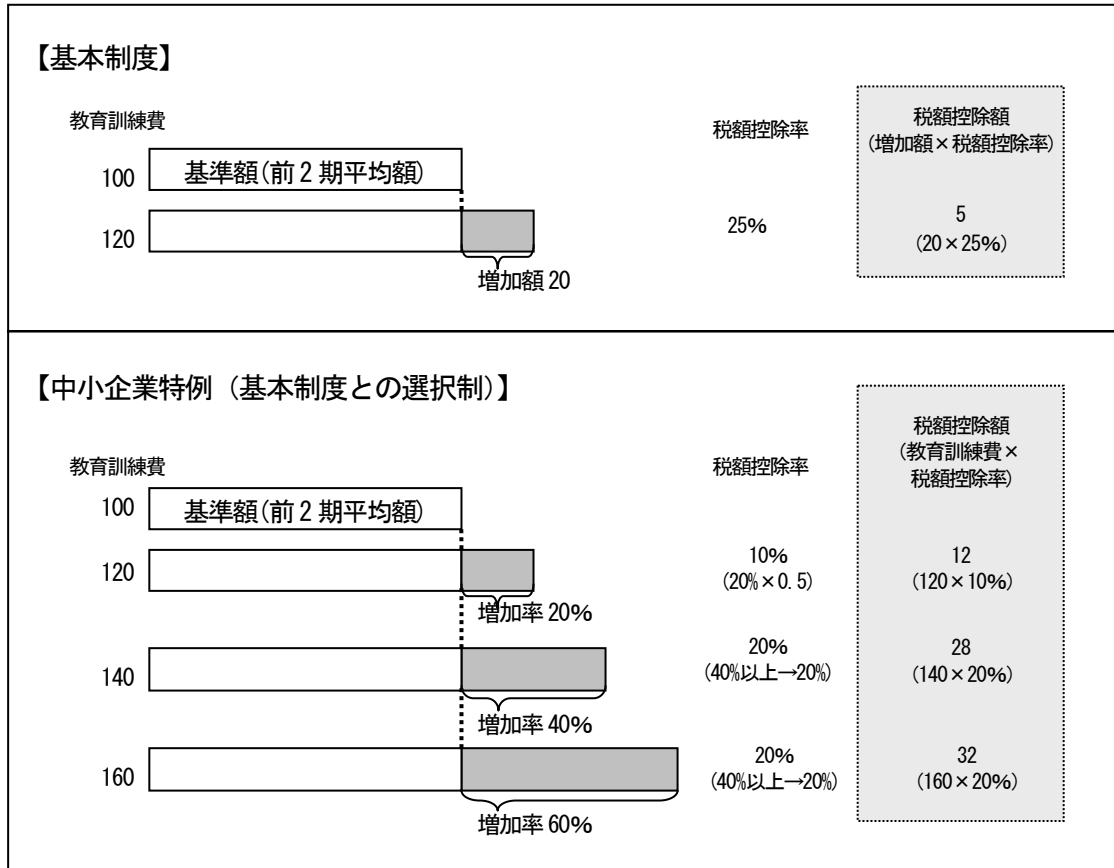 【基本制度】
教育訓練費
税額控除率
税額控除額
(増加額×税額控除率)
100
基準額(前2期平均額)
120
25%
5
(20×25%)
増加額20
【中小企業特例（基本制度との選択制）】
教育訓練費
税額控除率
税額控除額
(教育訓練費×
税額控除率)
100
基準額(前2期平均額)
120
10%
(20%×0.5)
12
(120×10%)
増加率20%
140
20%
(40%以上→20%)
28
(140×20%)
増加率40%
160
20%
(40%以上→20%)
32
(160×20%)
増加率60%